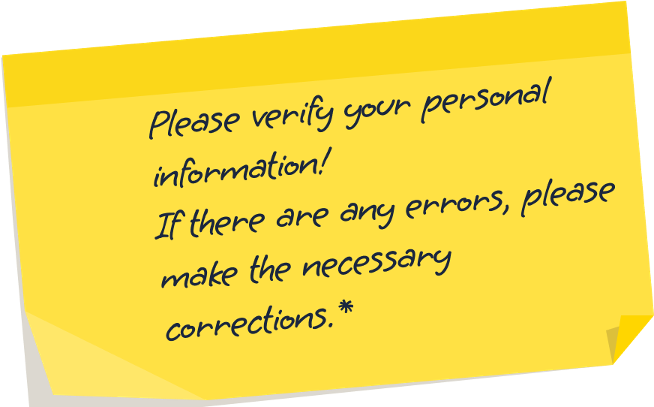 Please verify your personal
information!
If there are any errors, please
make the necessary
corrections.*